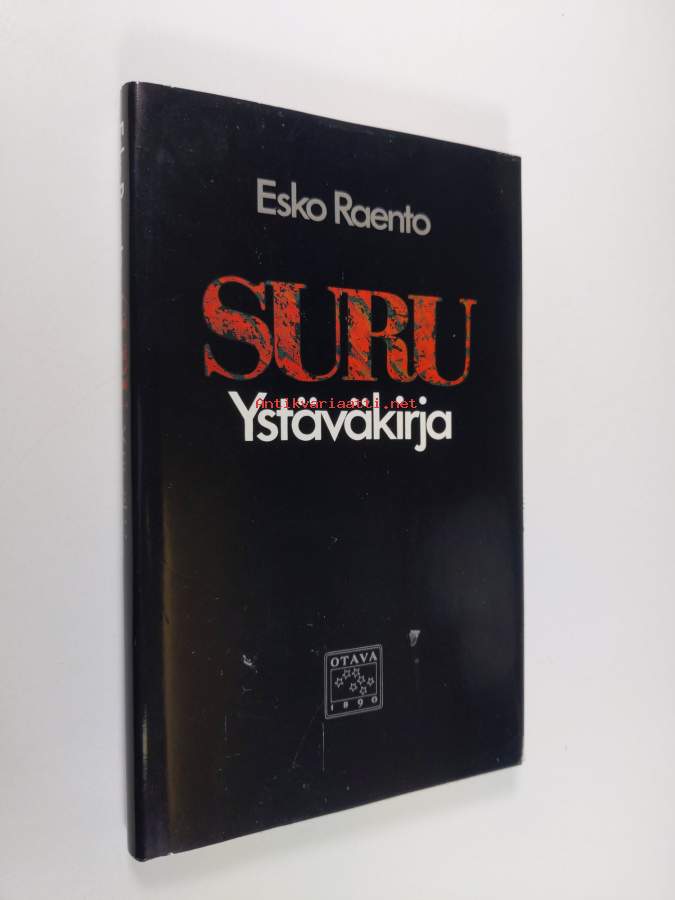 Esko Raento
SURU
Antikvariaatti.net
Ystäväkirja
OTAVA
1890